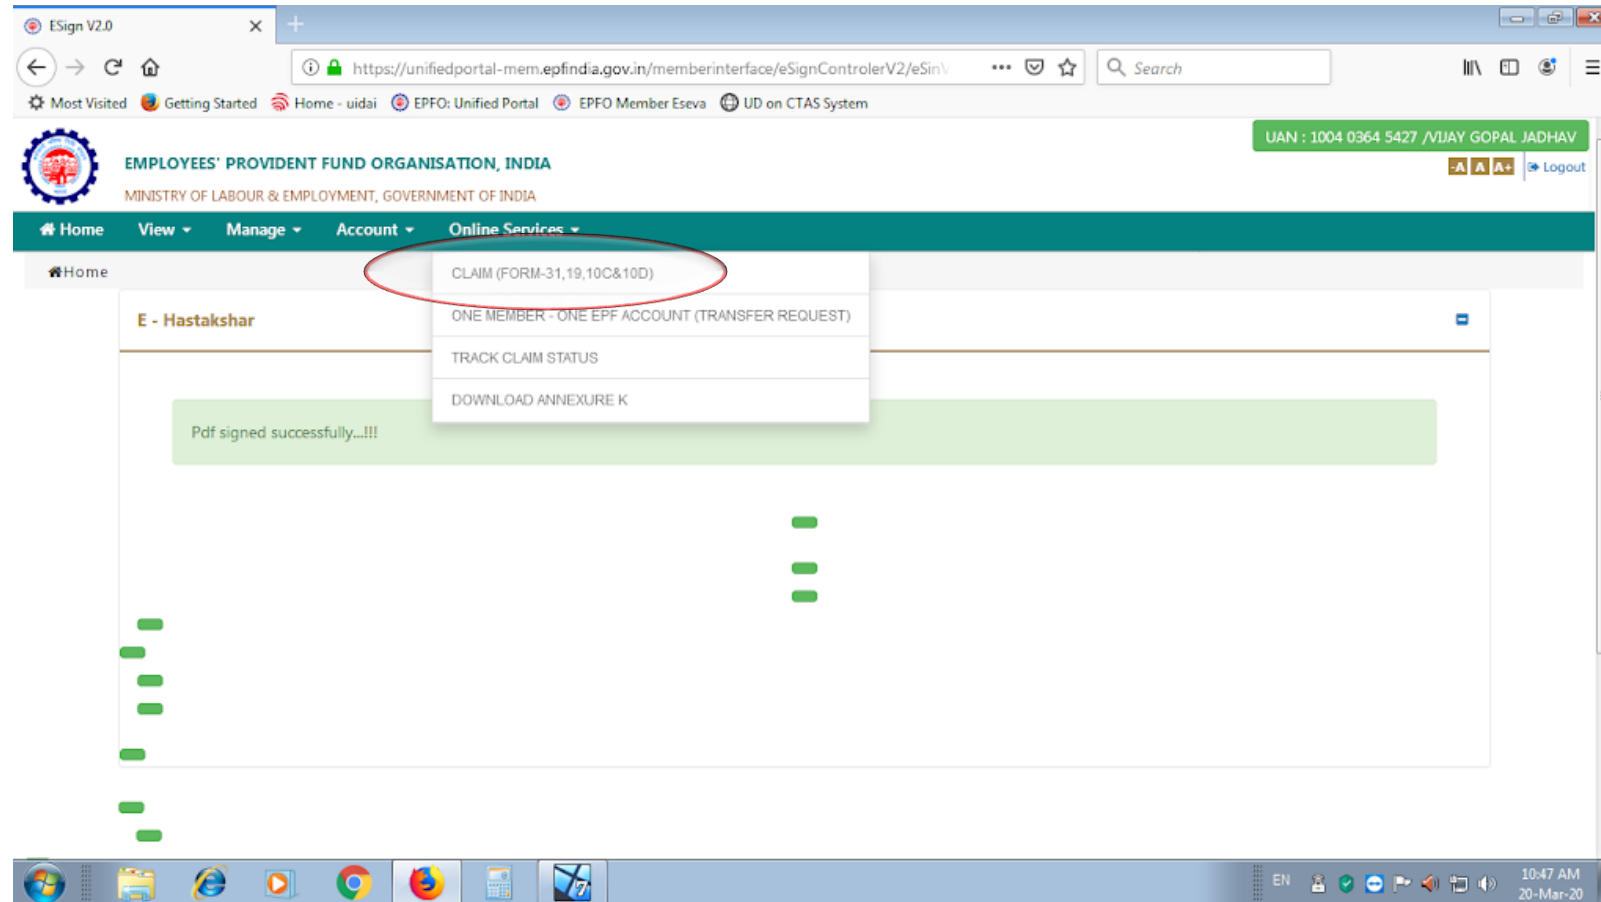 ESign V2.0
https://unifiedportal-mem.epfindia.gov.in/memberinterface/eSignControlerV2/eSin
Search
Most Visited Getting Started Home - uidai EPFO: Unified Portal EPFO Member Eseva UD on CTAS System
UAN : 1004 0364 5427 /VIJAY GOPAL JADHAV
EMPLOYEES' PROVIDENT FUND ORGANISATION, INDIA
-A A A+ Logout
MINISTRY OF LABOUR & EMPLOYMENT, GOVERNMENT OF INDIA
Home View Manage Account Online Services
Home
CLAIM (FORM-31,19,10C&10D)
E - Hastakshar
ONE MEMBER - ONE EPF ACCOUNT (TRANSFER REQUEST)
TRACK CLAIM STATUS
DOWNLOAD ANNEXURE K
Pdf signed successfully...!!!
EN
10:47 AM
20-Mar-20